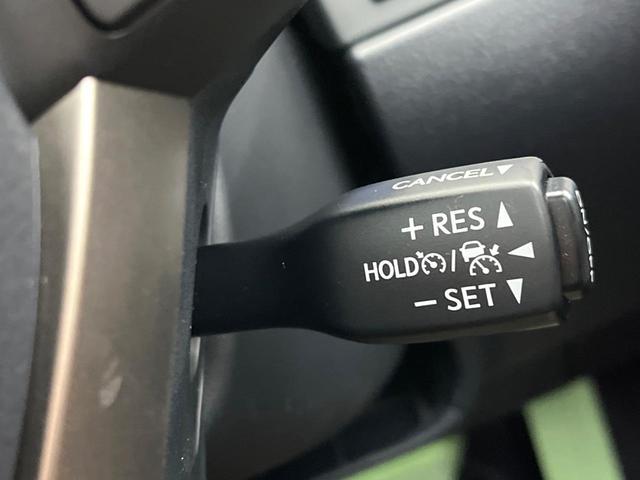 CANCEL▼
+ RES ▲
HOLD / ◀
− SET ▼